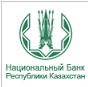 Национальный Банк
Республики Казахстан